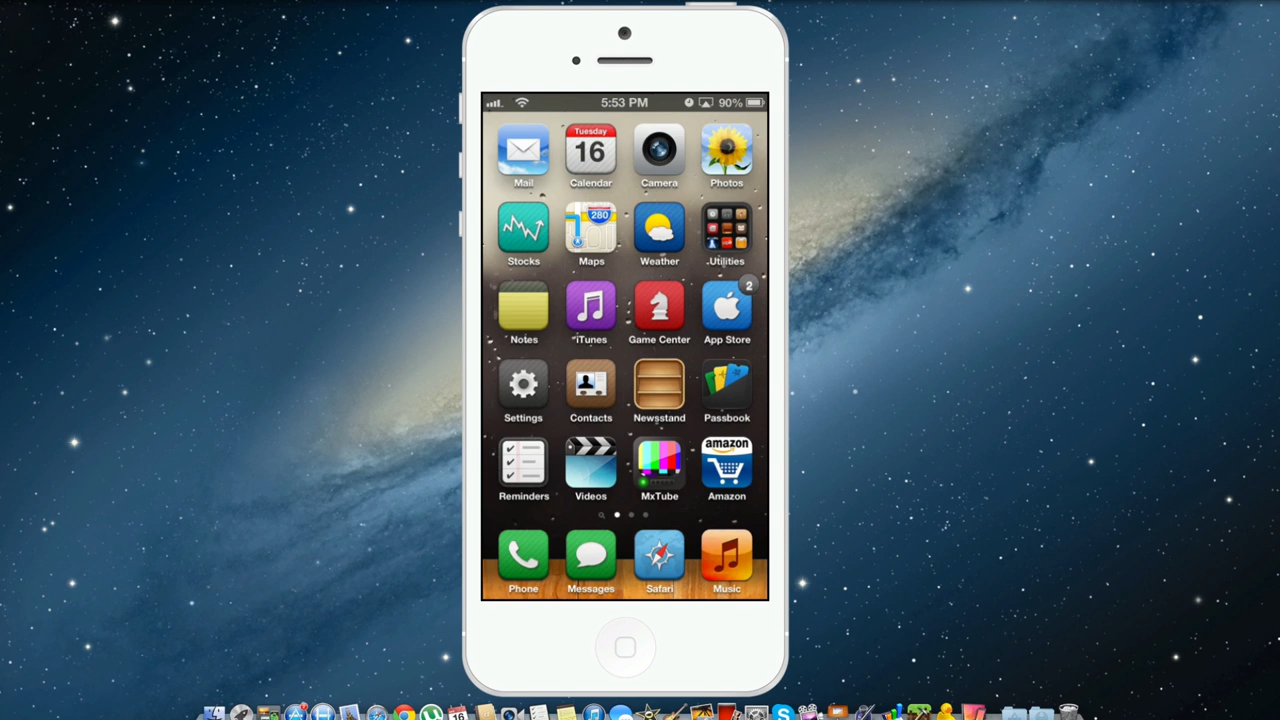 5:53 PM 90%
Tuesday
16
Mail Calendar Camera Photos
280
Stocks Maps Weather Utilities
2
Notes iTunes Game Center App Store
Settings Contacts Newsstand Passbook
amazon
Reminders Videos MxTube Amazon
Phone Messages Safari Music
16